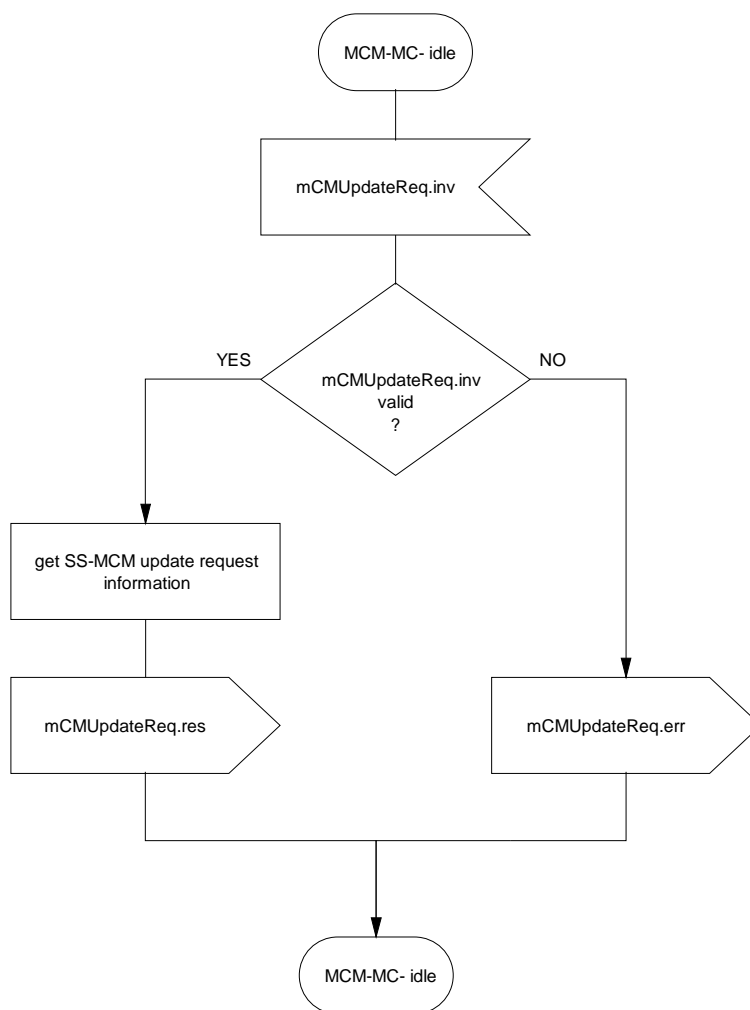 MCM-MC- idle
mCMUpdateReq.inv
YES
NO
mCMUpdateReq.inv
valid
?
get SS-MCM update request
information
mCMUpdateReq.res
mCMUpdateReq.err
MCM-MC- idle